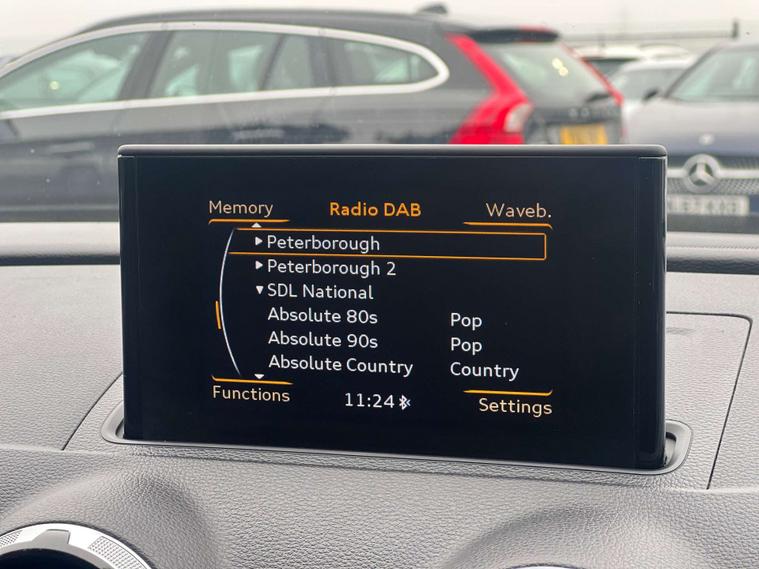 Memory Radio DAB Waveb.
Peterborough
Peterborough 2
SDL National
Absolute 80s Pop
Absolute 90s Pop
Absolute Country Country
Functions 11:24 Settings